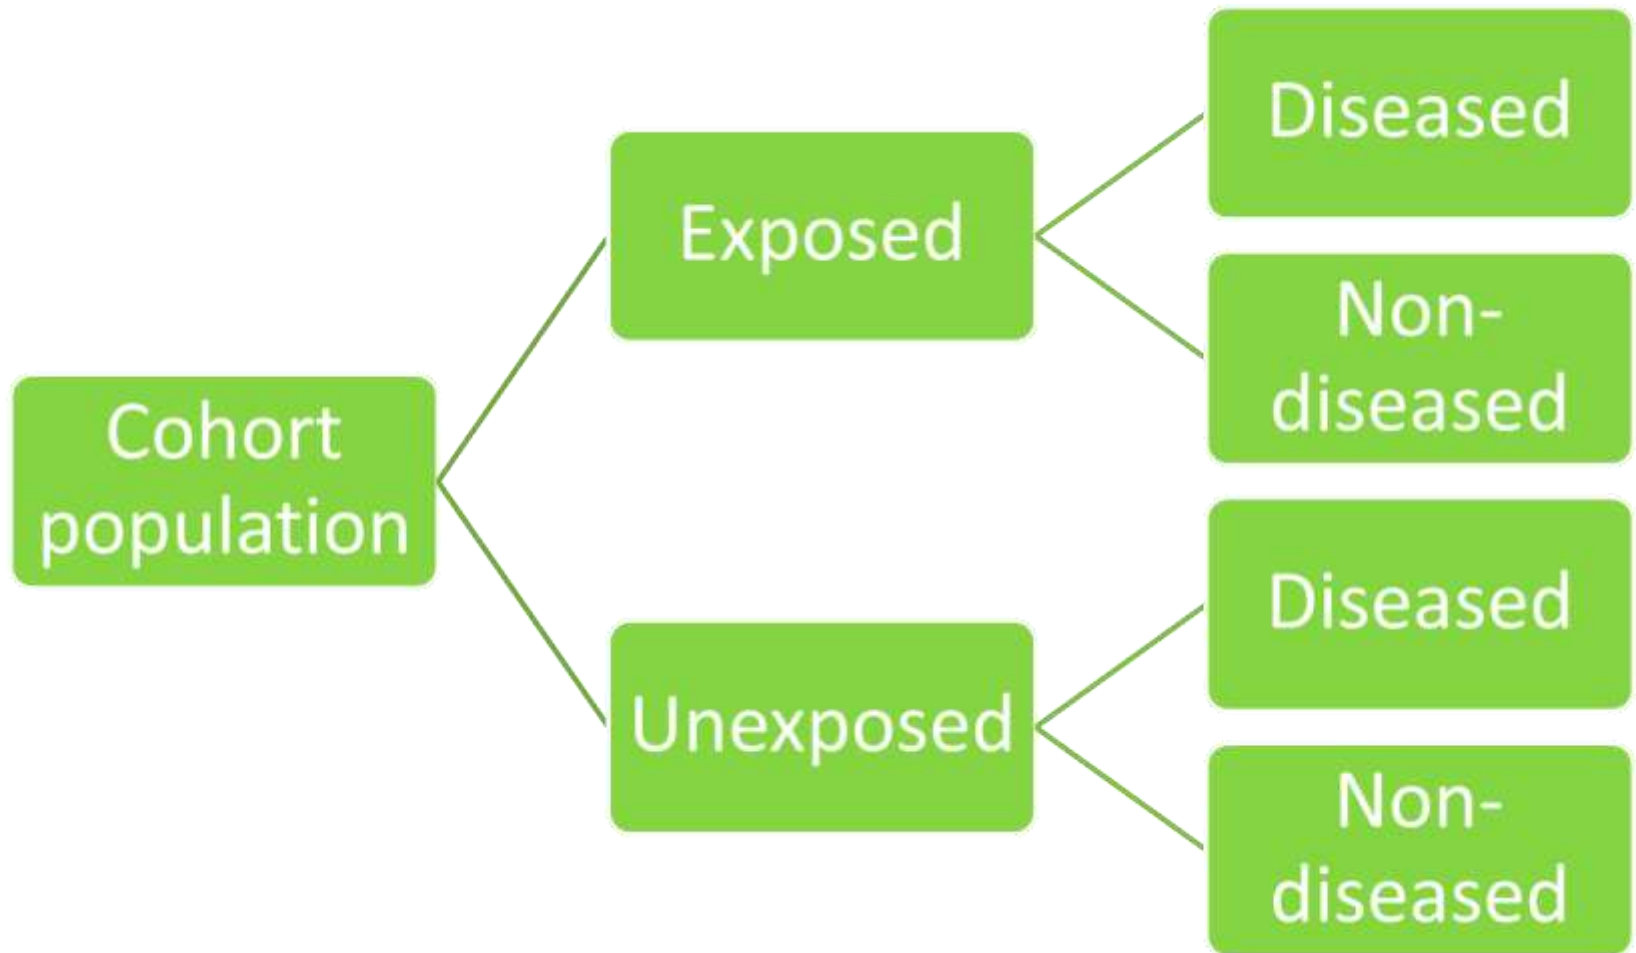 Cohort
population
Exposed
Unexposed
Diseased
Non-
diseased
Diseased
Non-
diseased